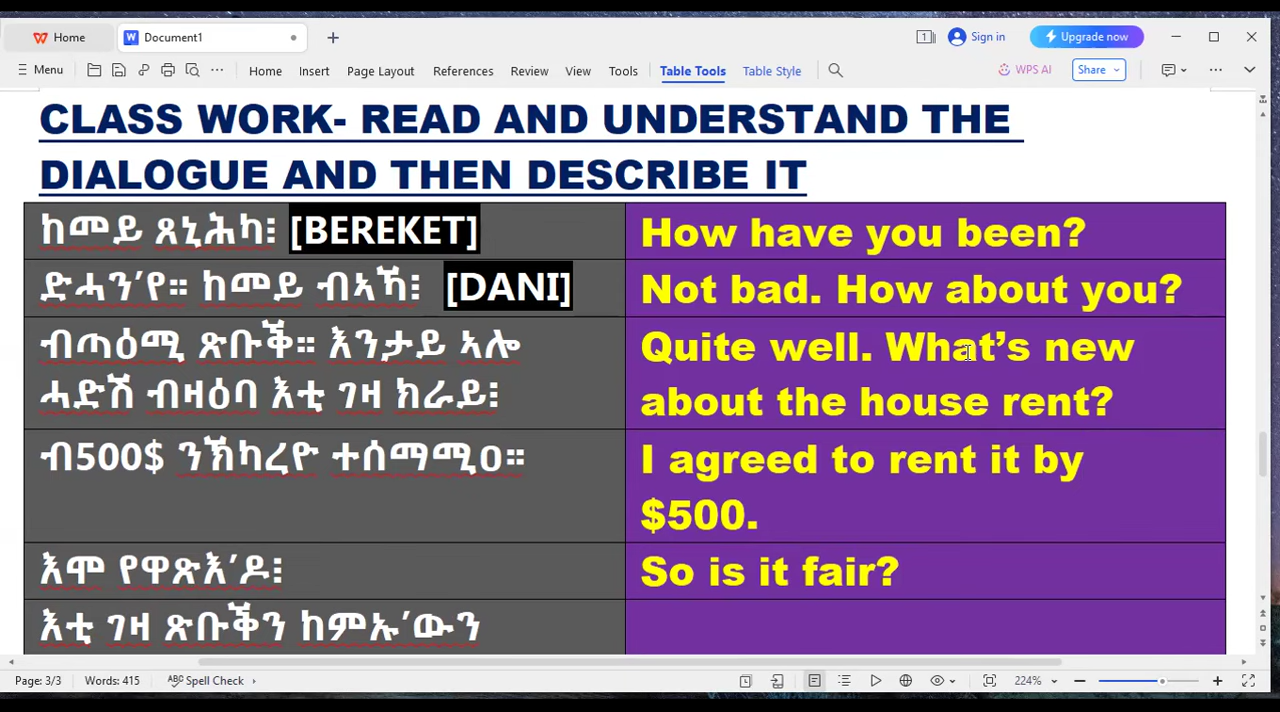 Home
Document1
Sign in
Upgrade now
Menu
Home
Insert
Page Layo
References
Review
View
Tools
Table Tools
Table Style
WPS AI
Share
CLASS WORK- READ AND UNDERSTAND THE
DIALOGUE AND THEN DESCRIBE IT
ከመይ ጸኒሕካ፧ [BEREKET]
How have you been?
ድሓን’የ። ከመይ ብኣኻ፧ [DANI]
Not bad. How about you?
ብጣዕሚ ጽቡቕ። እንታይ ኣሎ
ሓድሽ ብዛዕባ እቲ ገዛ ክራይ፧
Quite well. What’s new
about the house rent?
ብ500$ ንኽካረዮ ተሰማሚዐ።
I agreed to rent it by
$500.
እሞ የዋጽእ’ዶ፧
So is it fair?
እቲ ገዛ ጽቡቕን ከምኡ’ውን
Page: 3/3
Words: 415
Spell Check
224%